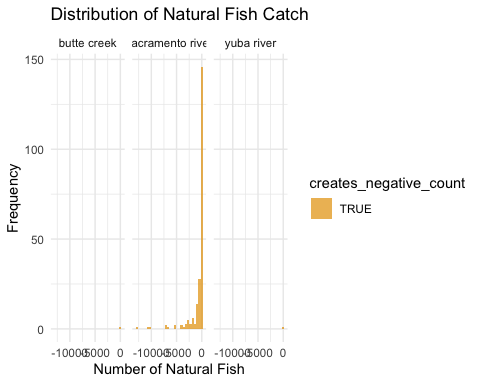 Distribution of Natural Fish Catch
butte creek acramento rive yuba river
150
100
50
0
-10000 -5000 0 -10000 -5000 0 -10000 -5000 0
Frequency
Number of Natural Fish
creates_negative_count
TRUE